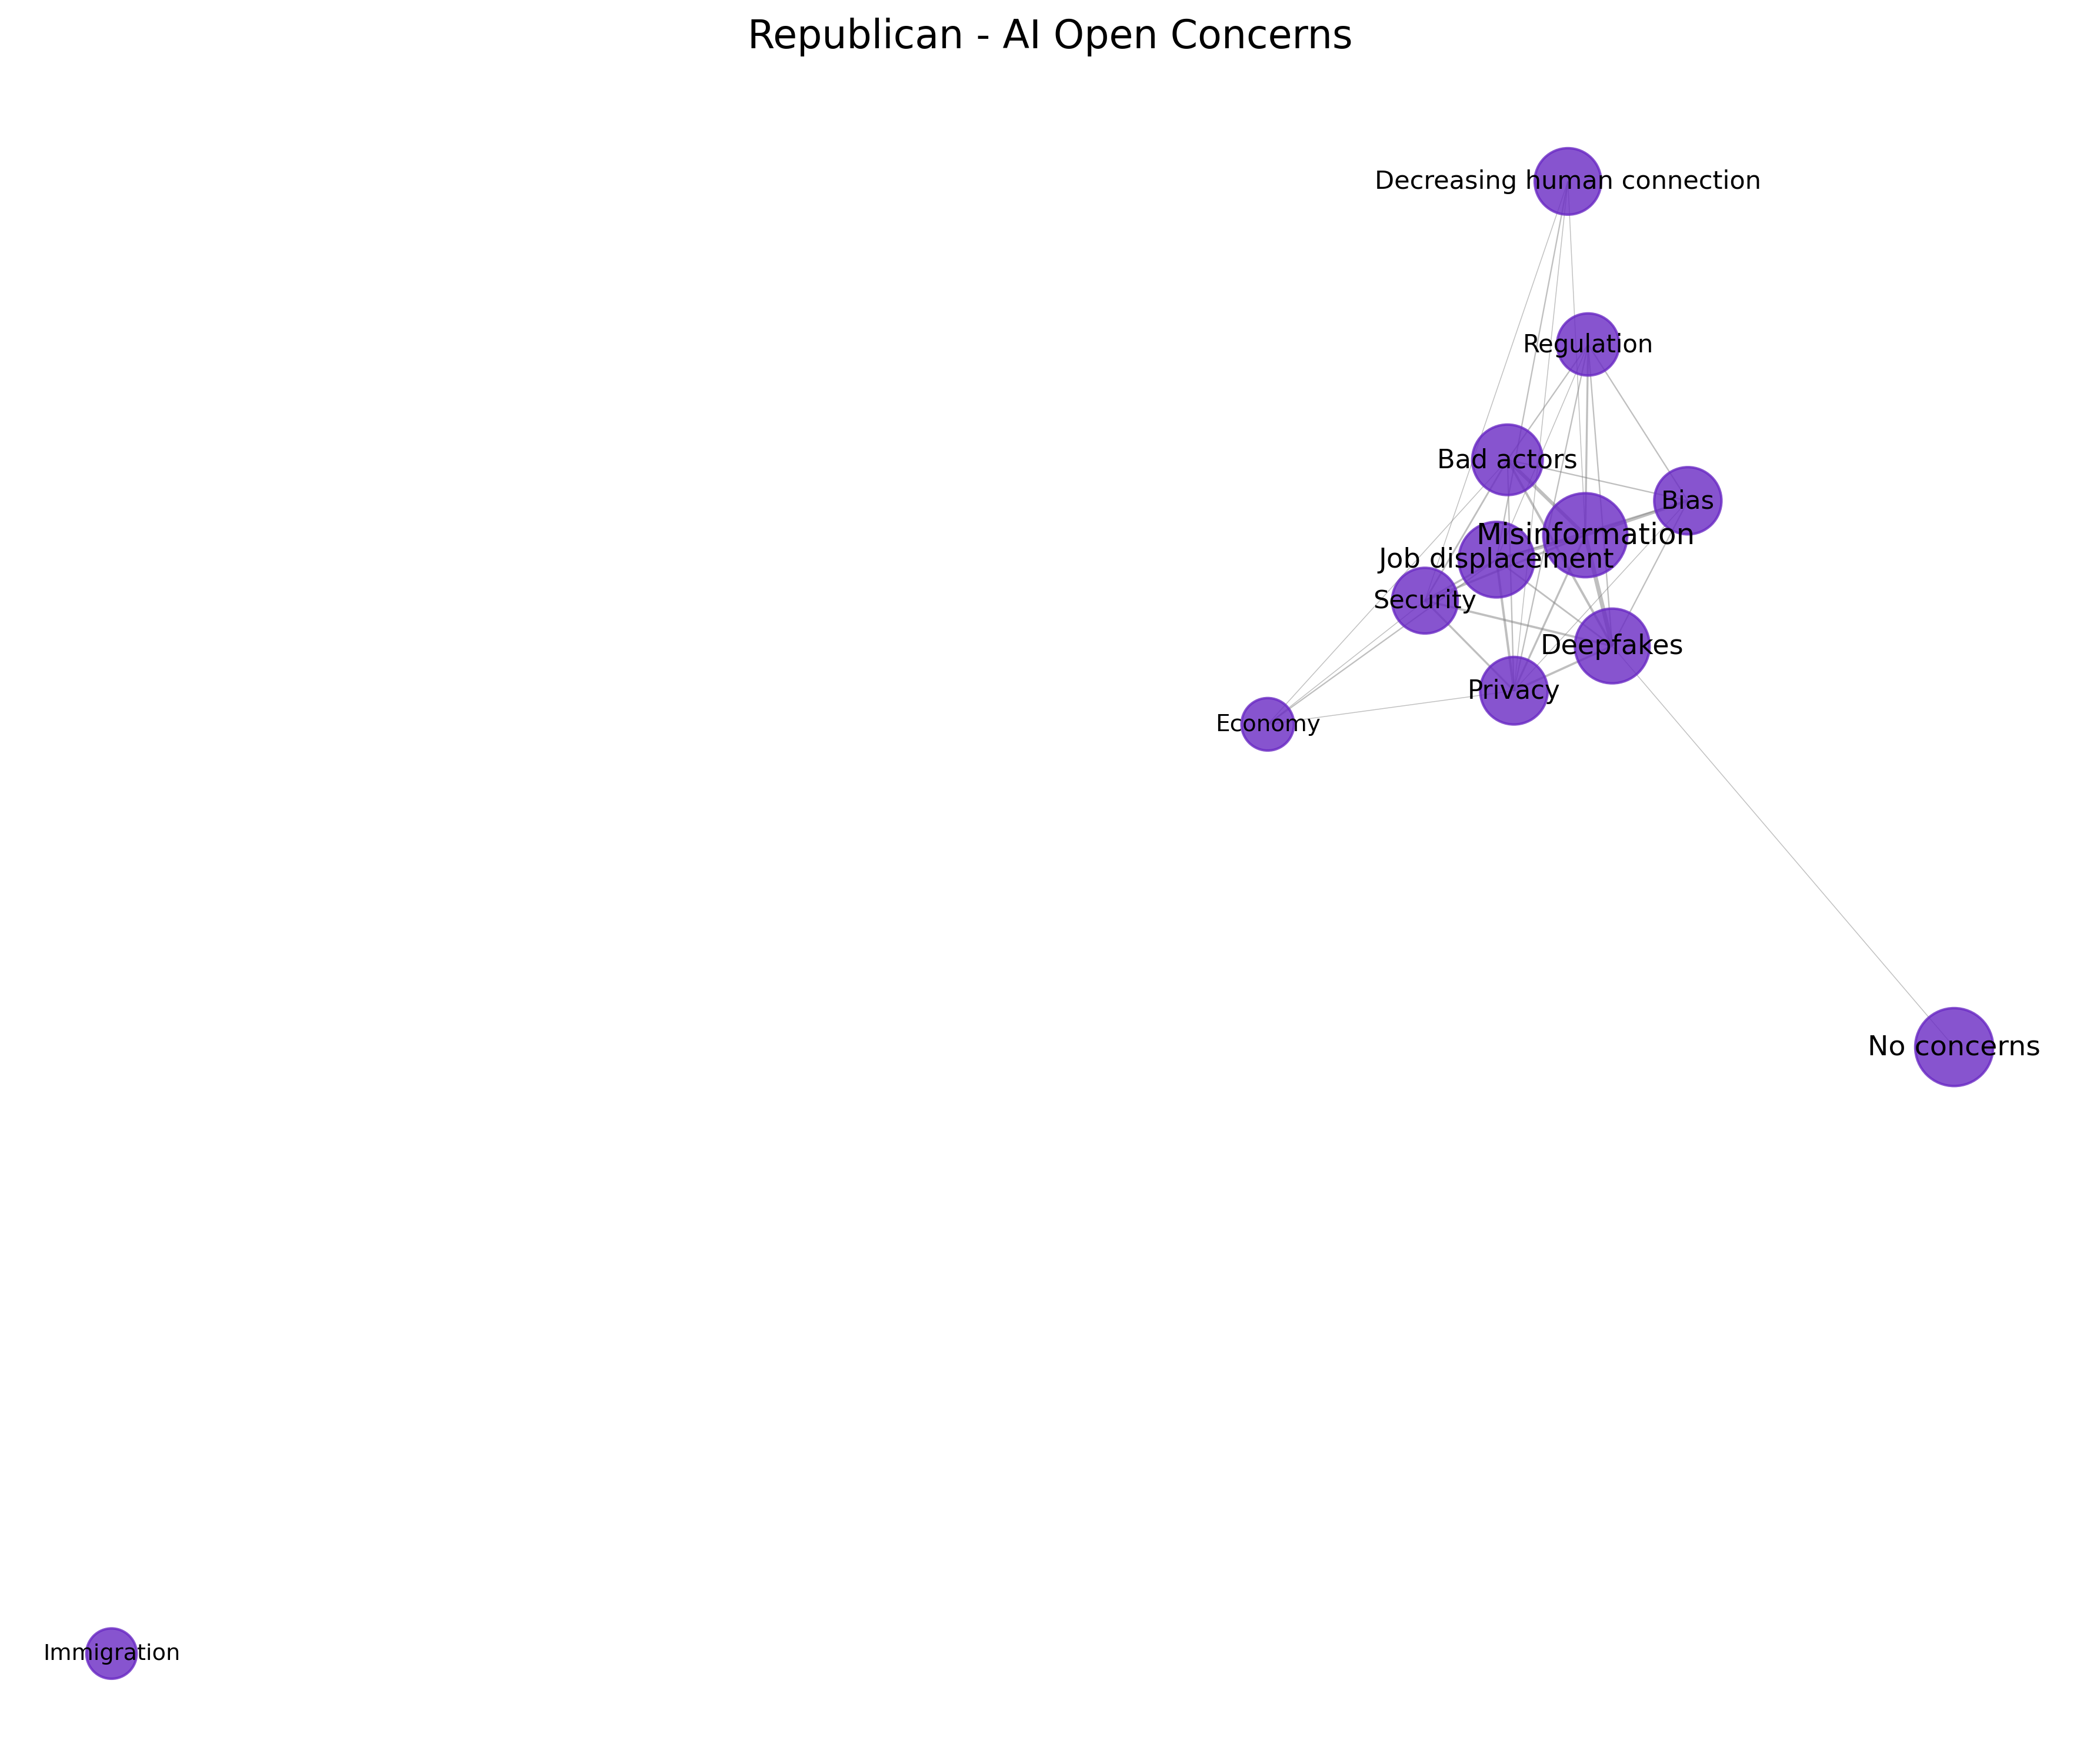 Republican - AI Open Concerns
Decreasing human connection
Regulation
Bad actors
Bias
Misinformation
Job displacement
Security
Deepfakes
Privacy
Economy
No concerns
Immigration